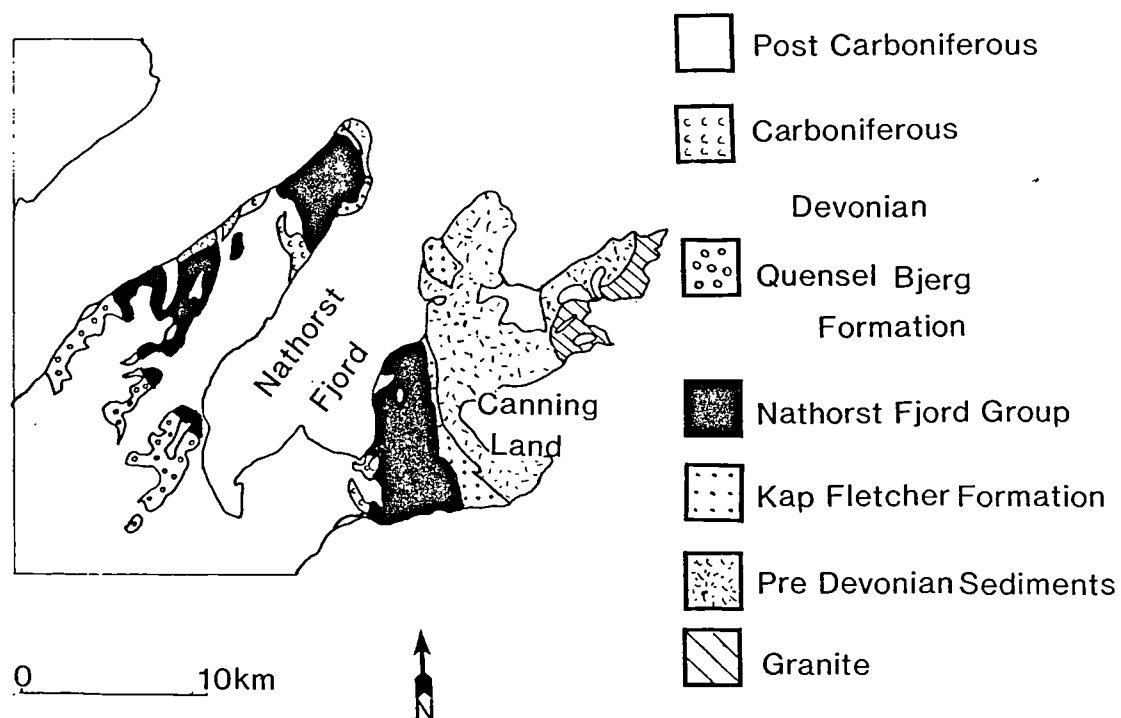 Post Carboniferous
Carboniferous
Devonian
Quensel Bjerg
Formation
Nathorst Fjord Group
Kap Fletcher Formation
Pre Devonian Sediments
Granite
Nathorst
Fjord
Canning
Land
0 10km
N